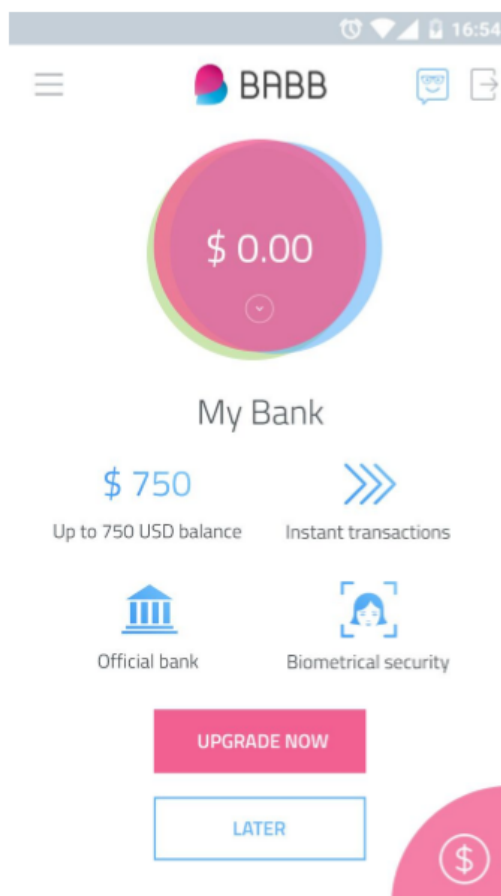 16:54
BABB
$ 0.00
My Bank
$ 750
Up to 750 USD balance
Instant transactions
Official bank
Biometrical security
UPGRADE NOW
LATER
$